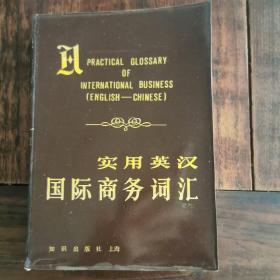 A PRACTICAL GLOSSARY
OF
INTERNATIONAL BUSINESS
(ENGLISH—CHINESE)
实用英汉
国际商务词汇
知识出版社 上海